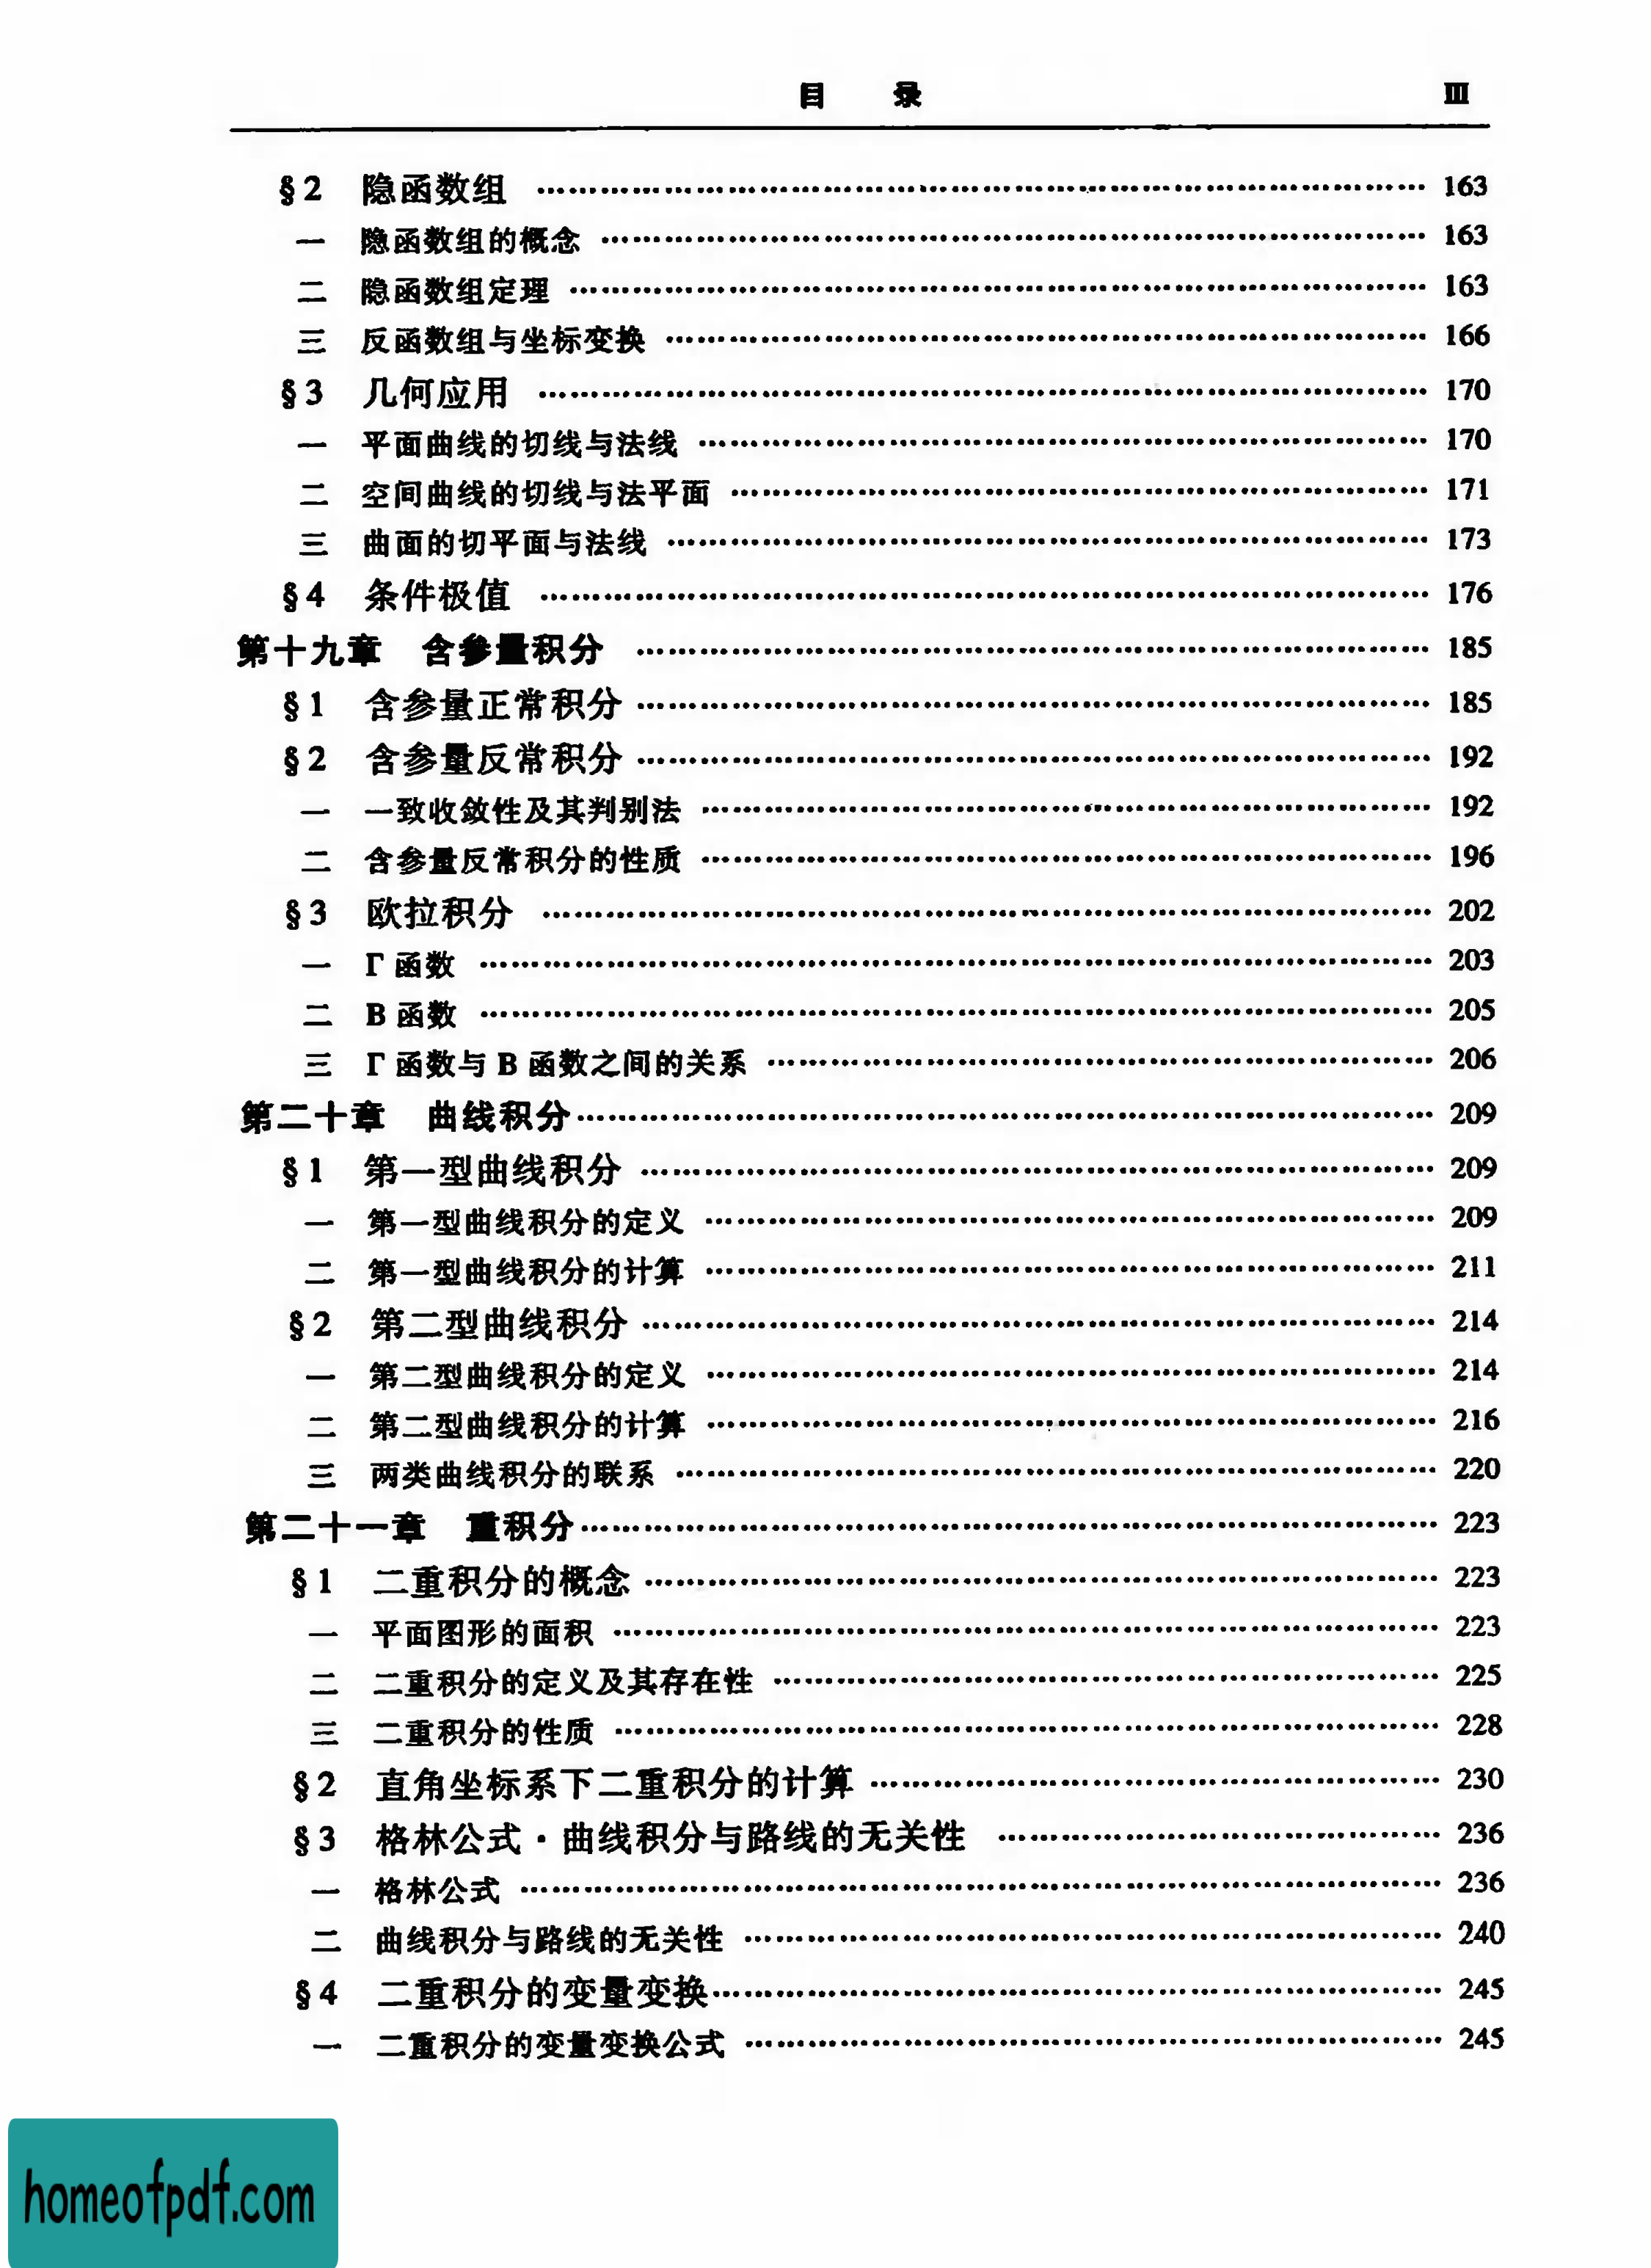 目 录 III
§2 隐函数组 …… 163
一 隐函数组的概念 …… 163
二 隐函数组定理 …… 163
三 反函数组与坐标变换 …… 166
§3 几何应用 …… 170
一 平面曲线的切线与法线 …… 170
二 空间曲线的切线与法平面 …… 171
三 曲面的切平面与法线 …… 173
§4 条件极值 …… 176
第十九章 含参量积分 …… 185
§1 含参量正常积分 …… 185
§2 含参量反常积分 …… 192
一 一致收敛性及其判别法 …… 192
二 含参量反常积分的性质 …… 196
§3 欧拉积分 …… 202
一 Γ 函数 …… 203
二 B 函数 …… 205
三 Γ 函数与 B 函数之间的关系 …… 206
第二十章 曲线积分 …… 209
§1 第一型曲线积分 …… 209
一 第一型曲线积分的定义 …… 209
二 第一型曲线积分的计算 …… 211
§2 第二型曲线积分 …… 214
一 第二型曲线积分的定义 …… 214
二 第二型曲线积分的计算 …… 216
三 两类曲线积分的联系 …… 220
第二十一章 重积分 …… 223
§1 二重积分的概念 …… 223
一 平面图形的面积 …… 223
二 二重积分的定义及其存在性 …… 225
三 二重积分的性质 …… 228
§2 直角坐标系下二重积分的计算 …… 230
§3 格林公式·曲线积分与路线的无关性 …… 236
一 格林公式 …… 236
二 曲线积分与路线的无关性 …… 240
§4 二重积分的变量变换 …… 245
一 二重积分的变量变换公式 …… 245
homeofpdf.com